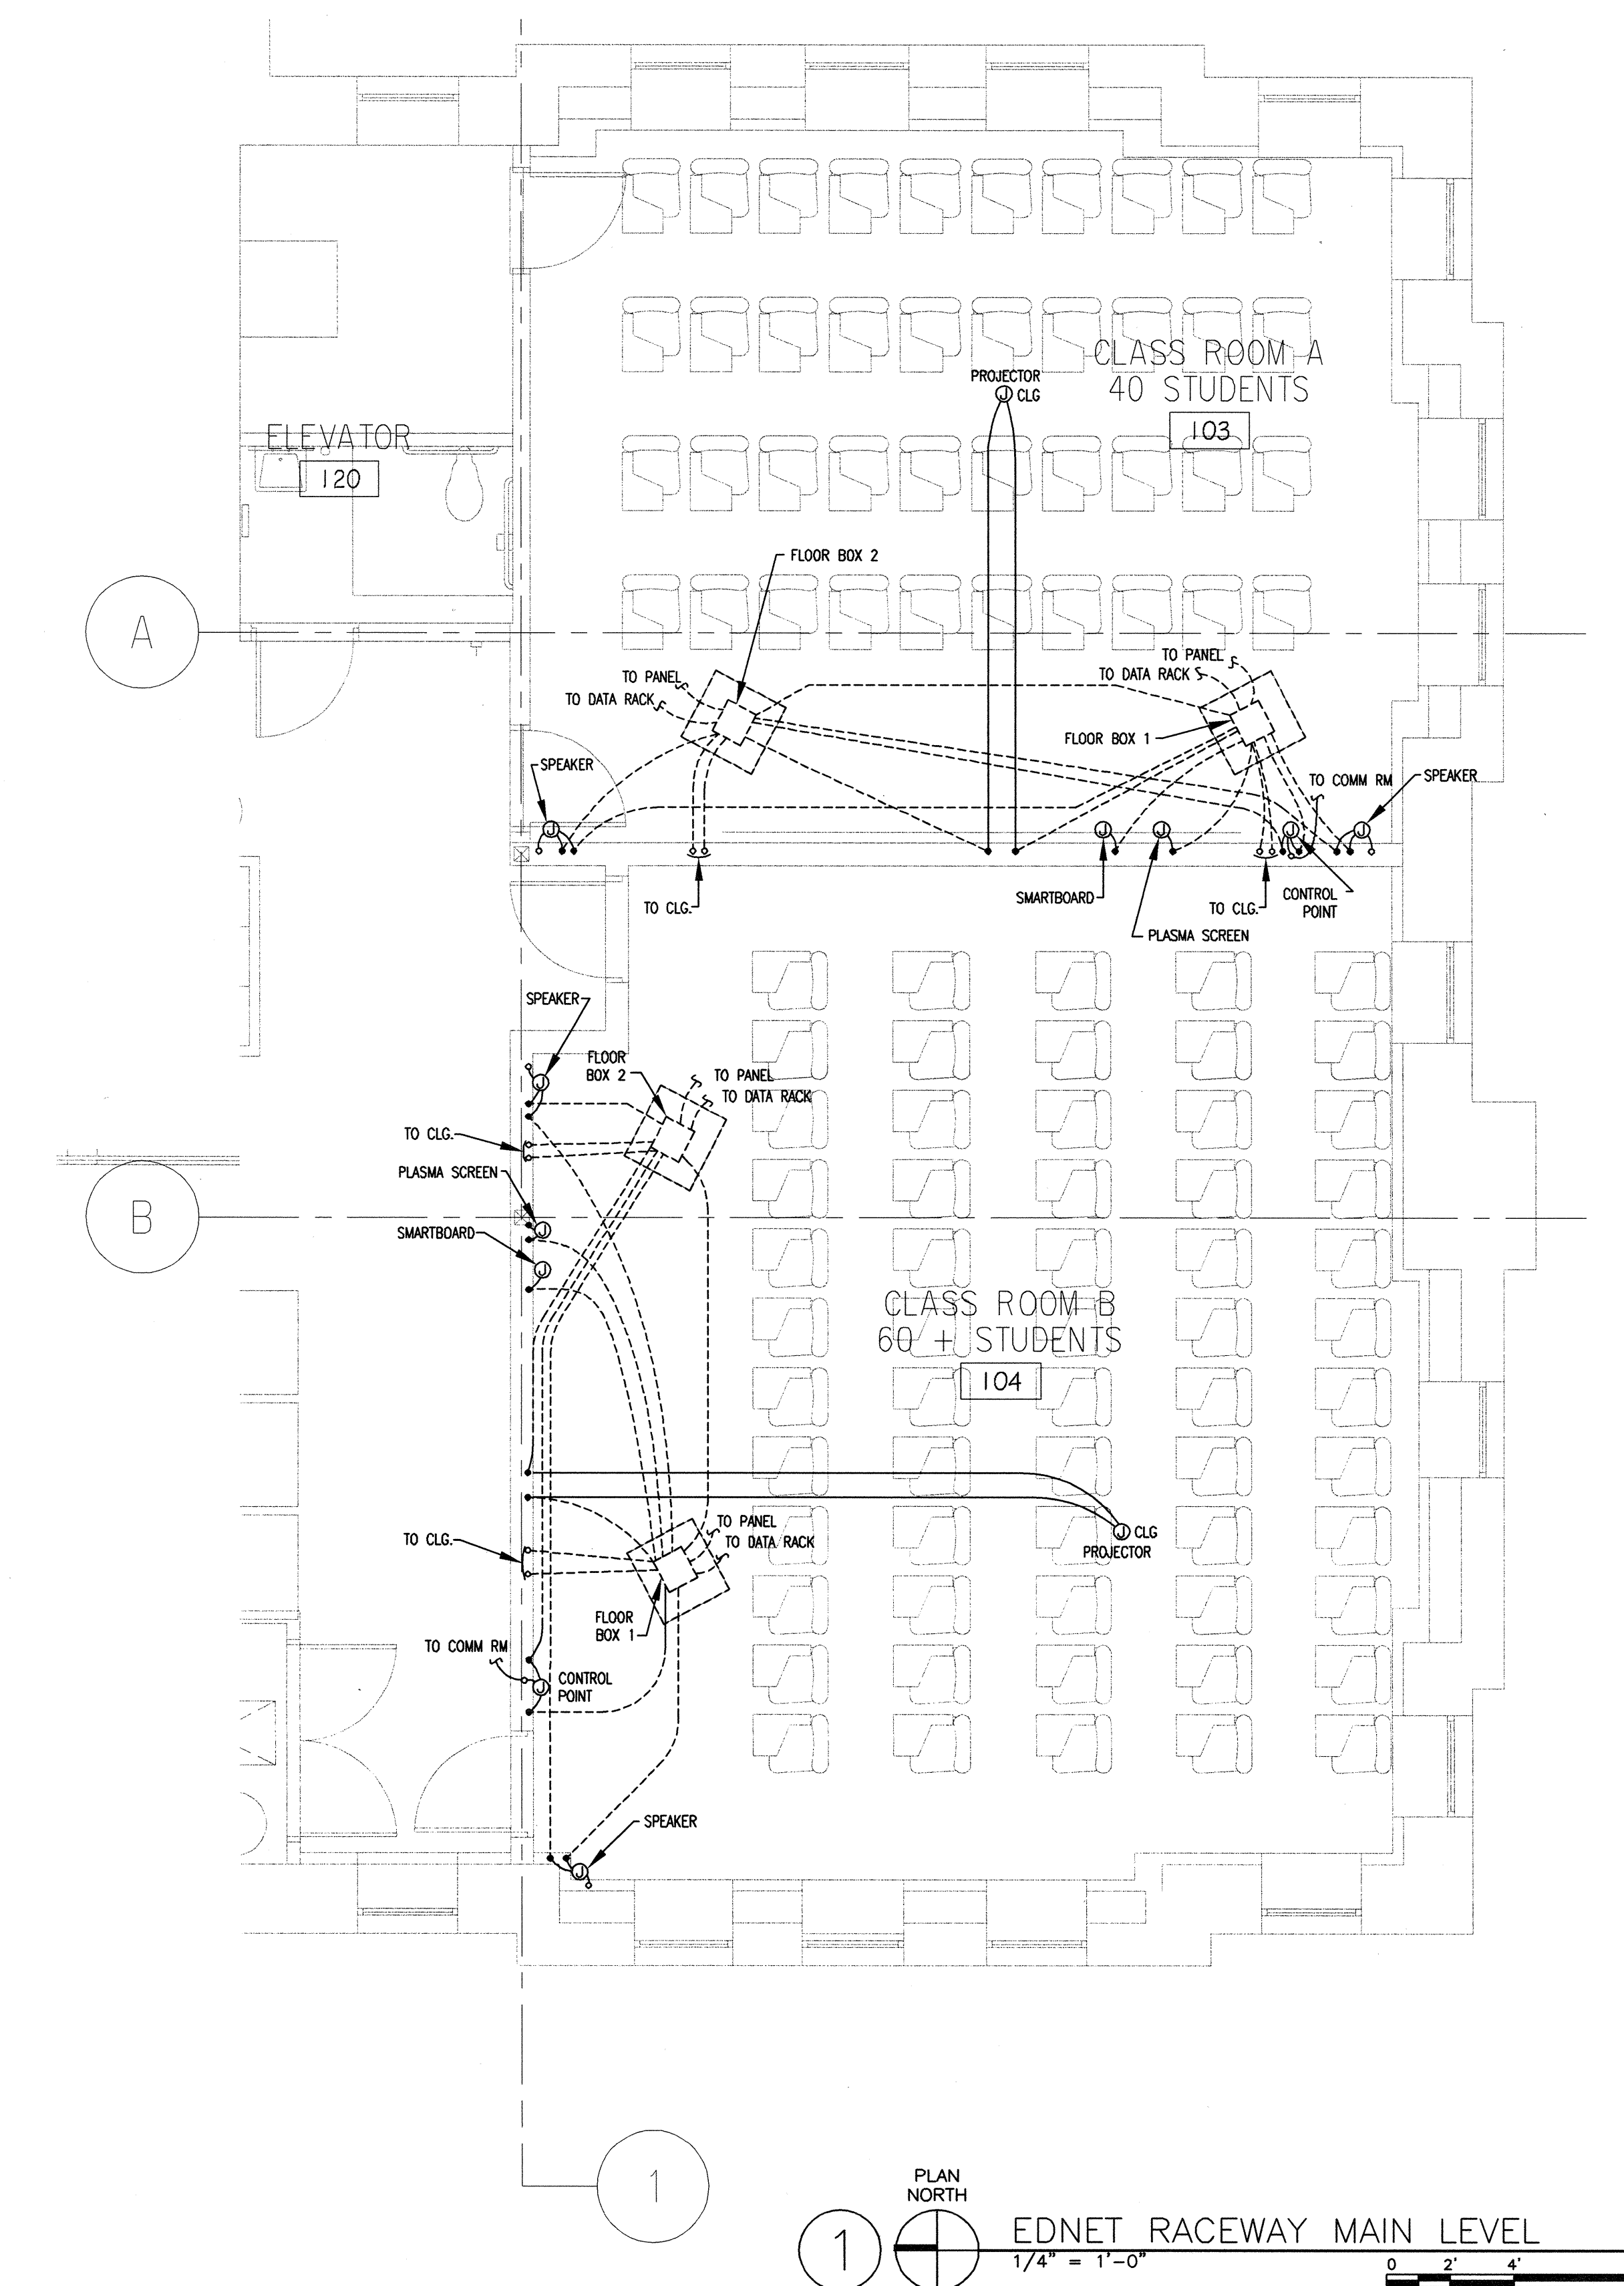 CLASS ROOM A
40 STUDENTS
103
PROJECTOR
J CLG
ELEVATOR
120
FLOOR BOX 2
A
TO PANEL
TO DATA RACK
TO PANEL
TO DATA RACK
FLOOR BOX 1
SPEAKER
J
TO COMM RM
SPEAKER
J
J
J
J
TO CLG.
SMARTBOARD
PLASMA SCREEN
TO CLG.
CONTROL
POINT
SPEAKER
J
FLOOR
BOX 2
TO PANEL
TO DATA RACK
TO CLG.
PLASMA SCREEN
J
B
SMARTBOARD
J
CLASS ROOM B
60 + STUDENTS
104
TO CLG.
TO PANEL
TO DATA RACK
J CLG
PROJECTOR
FLOOR
BOX 1
TO COMM RM
J
CONTROL
POINT
SPEAKER
J
1
PLAN
NORTH
1
EDNET RACEWAY MAIN LEVEL
1/4" = 1'-0"
0 2' 4'